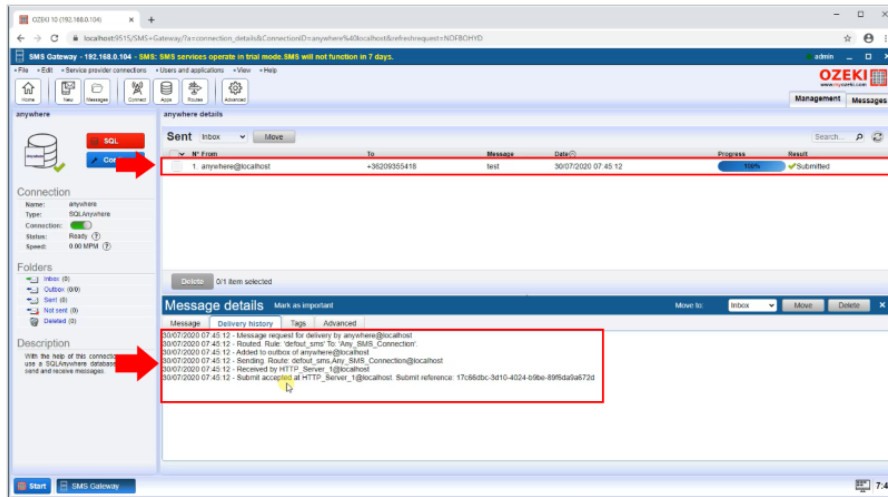 OZEKI 10 (192.168.0.104)
localhost:9515/SMS+Gateway/?a=connection_details&ConnectionID=anywhere%40localhost&refreshrequest=NDFBOHYD
SMS Gateway - 192.168.0.104 - SMS: SMS services operate in trial mode.SMS will not function in 7 days.
admin
File Edit Service provider connections Users and applications View Help
OZEKI
www.myozeki.com
Home New Messages Connect Apps Routes Advanced
Management Messages
anywhere
anywhere details
SQL
Sent Inbox Move
Search...
N° From To Message Date Progress Result
1. anywhere@localhost +36209355418 test 30/07/2020 07:45:12 100% Submitted
Connection
Name: anywhere
Type: SQLAnywhere
Connection:
Status: Ready (?)
Speed: 0.00 MPM (?)
Folders
Inbox (0)
Outbox (0/0)
Sent (0)
Not sent (0)
Deleted (0)
Delete 0/1 item selected
Message details Mark as important Move to: Inbox Move Delete X
Message Delivery history Tags Advanced
30/07/2020 07:45:12 - Message request for delivery by anywhere@localhost
30/07/2020 07:45:12 - Routed. Rule: 'defout_sms' To: 'Any_SMS_Connection'.
30/07/2020 07:45:12 - Added to outbox of anywhere@localhost
30/07/2020 07:45:12 - Sending. Route: defout_sms,Any_SMS_Connection@localhost
30/07/2020 07:45:12 - Received by HTTP_Server_1@localhost
30/07/2020 07:45:12 - Submit accepted at HTTP_Server_1@localhost. Submit reference: 17c66dbc-3d10-4024-b9be-89f6da9a672d
Description
With the help of this connection
use a SQLAnywhere database
send and receive messages.
Start SMS Gateway